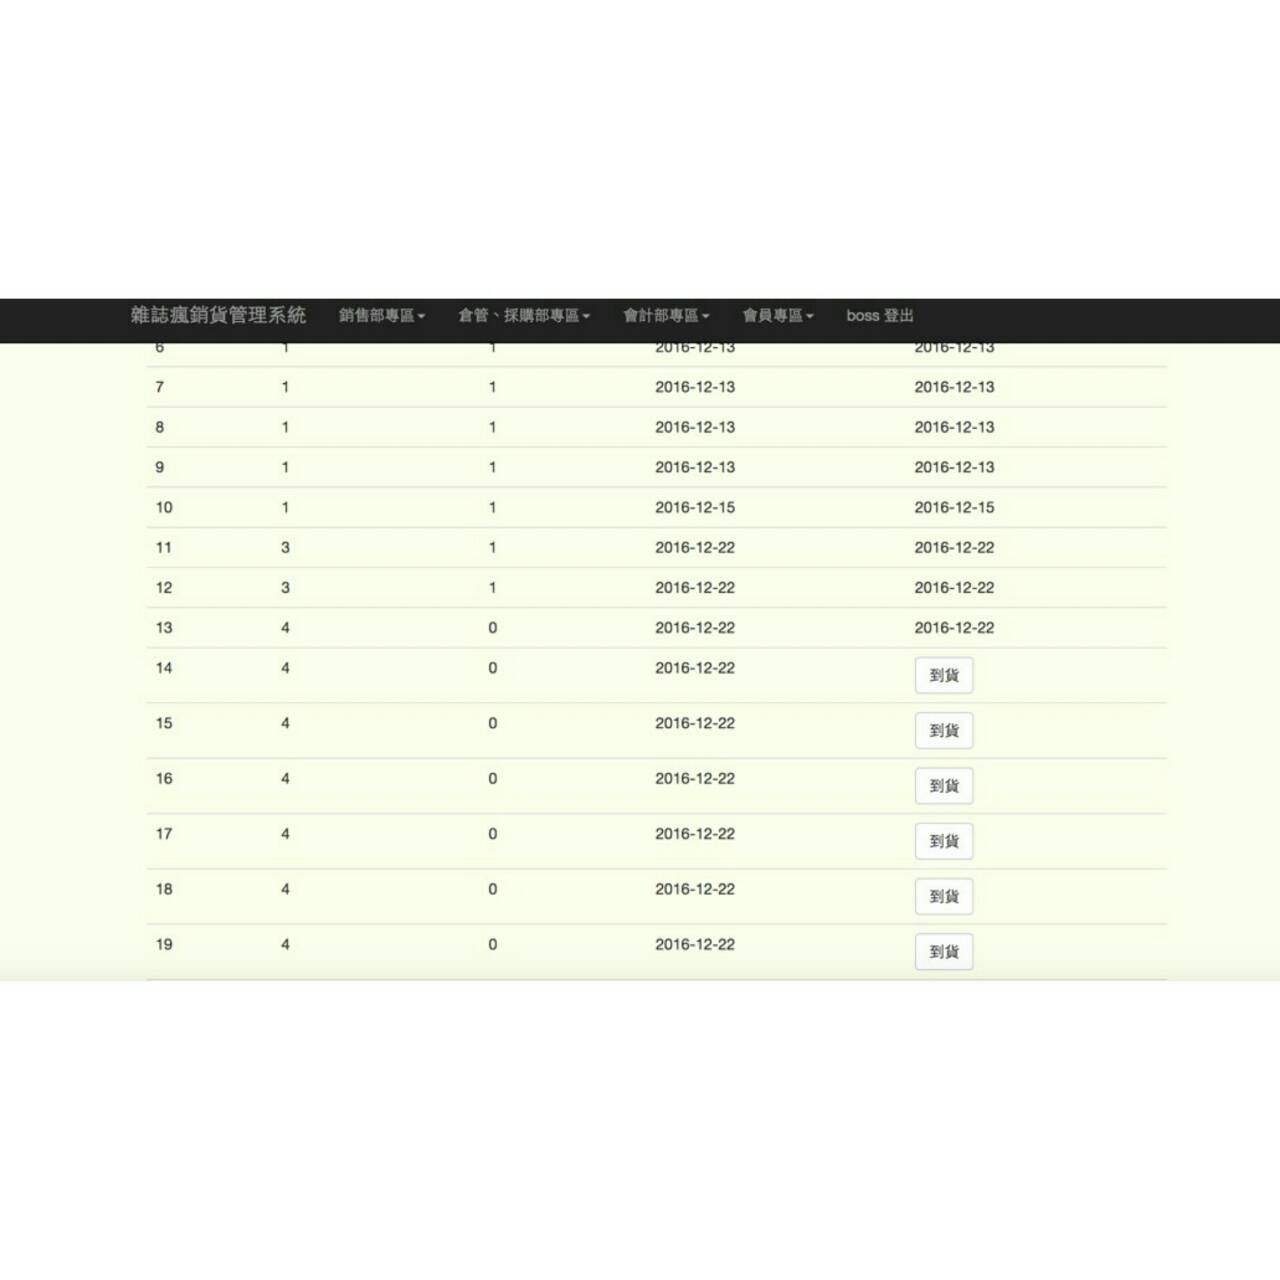 雜誌瘋銷貨管理系統 銷售部專區 倉管、採購部專區 會計部專區 會員專區 boss 登出
6 1 1 2016-12-13 2016-12-13
7 1 1 2016-12-13 2016-12-13
8 1 1 2016-12-13 2016-12-13
9 1 1 2016-12-13 2016-12-13
10 1 1 2016-12-15 2016-12-15
11 3 1 2016-12-22 2016-12-22
12 3 1 2016-12-22 2016-12-22
13 4 0 2016-12-22 2016-12-22
14 4 0 2016-12-22 到貨
15 4 0 2016-12-22 到貨
16 4 0 2016-12-22 到貨
17 4 0 2016-12-22 到貨
18 4 0 2016-12-22 到貨
19 4 0 2016-12-22 到貨